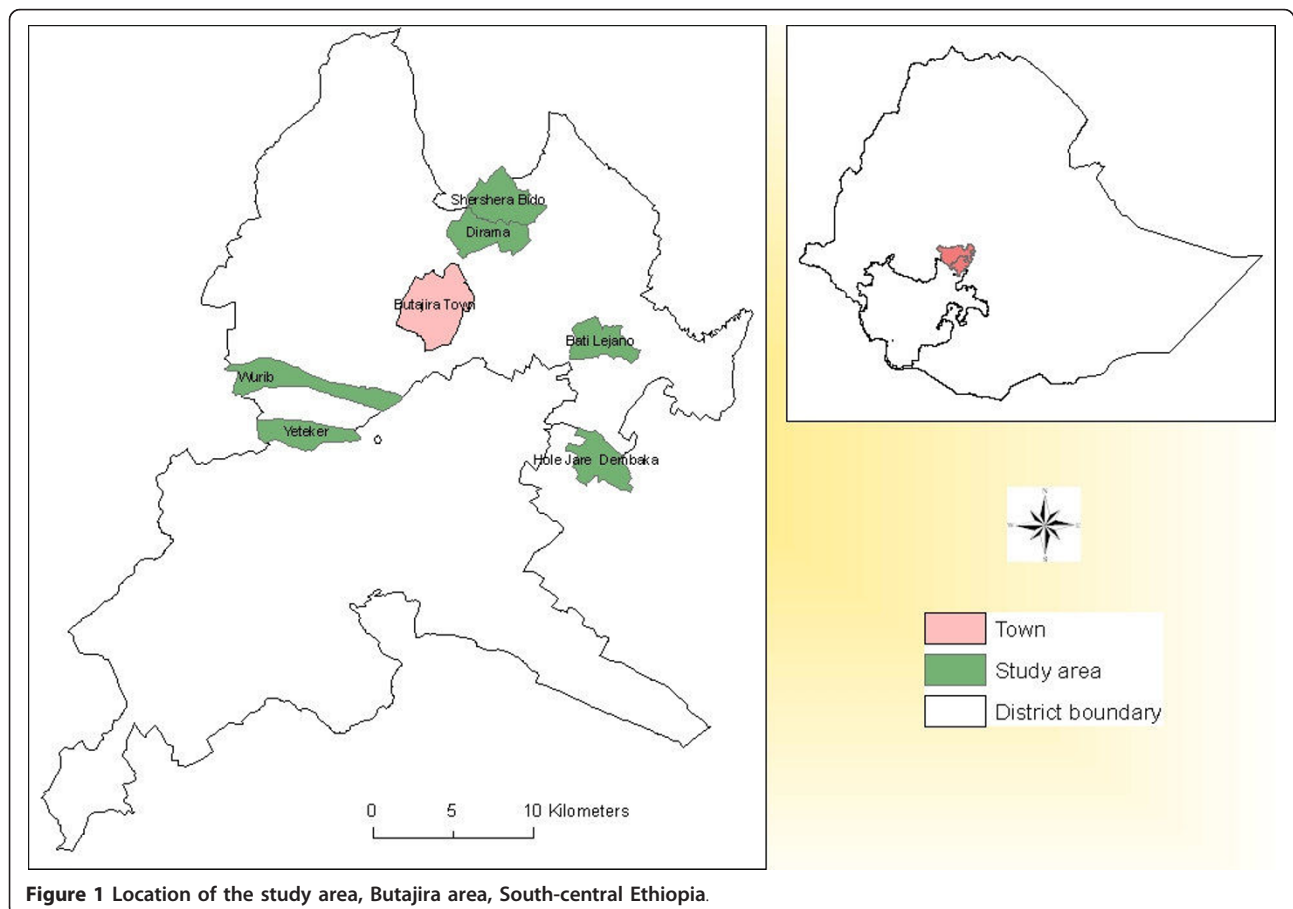 Shershera Bido
Dirama
Butajira Town
Bati Lejano
Wurib
Yeteker
Hole Jare Dembaka
0 5 10 Kilometers
N
W E
S
Town
Study area
District boundary
Figure 1 Location of the study area, Butajira area, South-central Ethiopia.